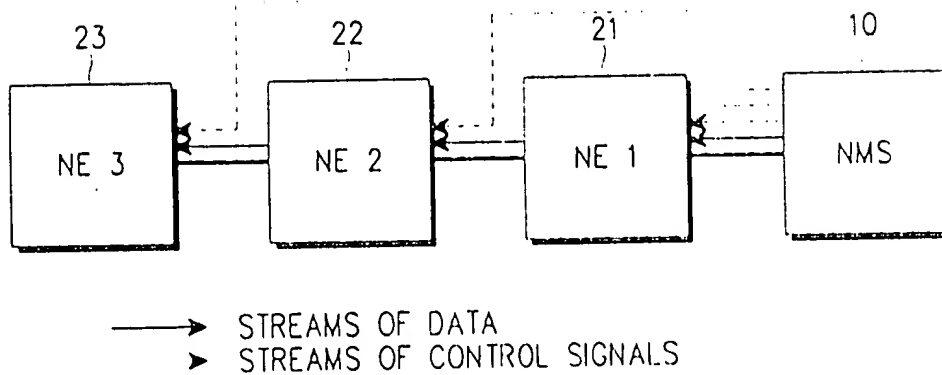 23
22
21
10
NE 3
NE 2
NE 1
NMS
STREAMS OF DATA
STREAMS OF CONTROL SIGNALS